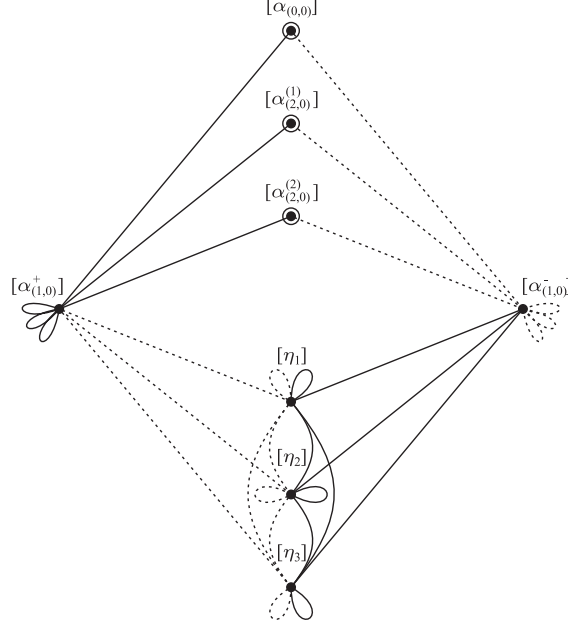 [α(0,0)]
[α(2,0)^(1)]
[α(2,0)^(2)]
[α(1,0)^+]
[α(1,0)^-]
[η1]
[η2]
[η3]